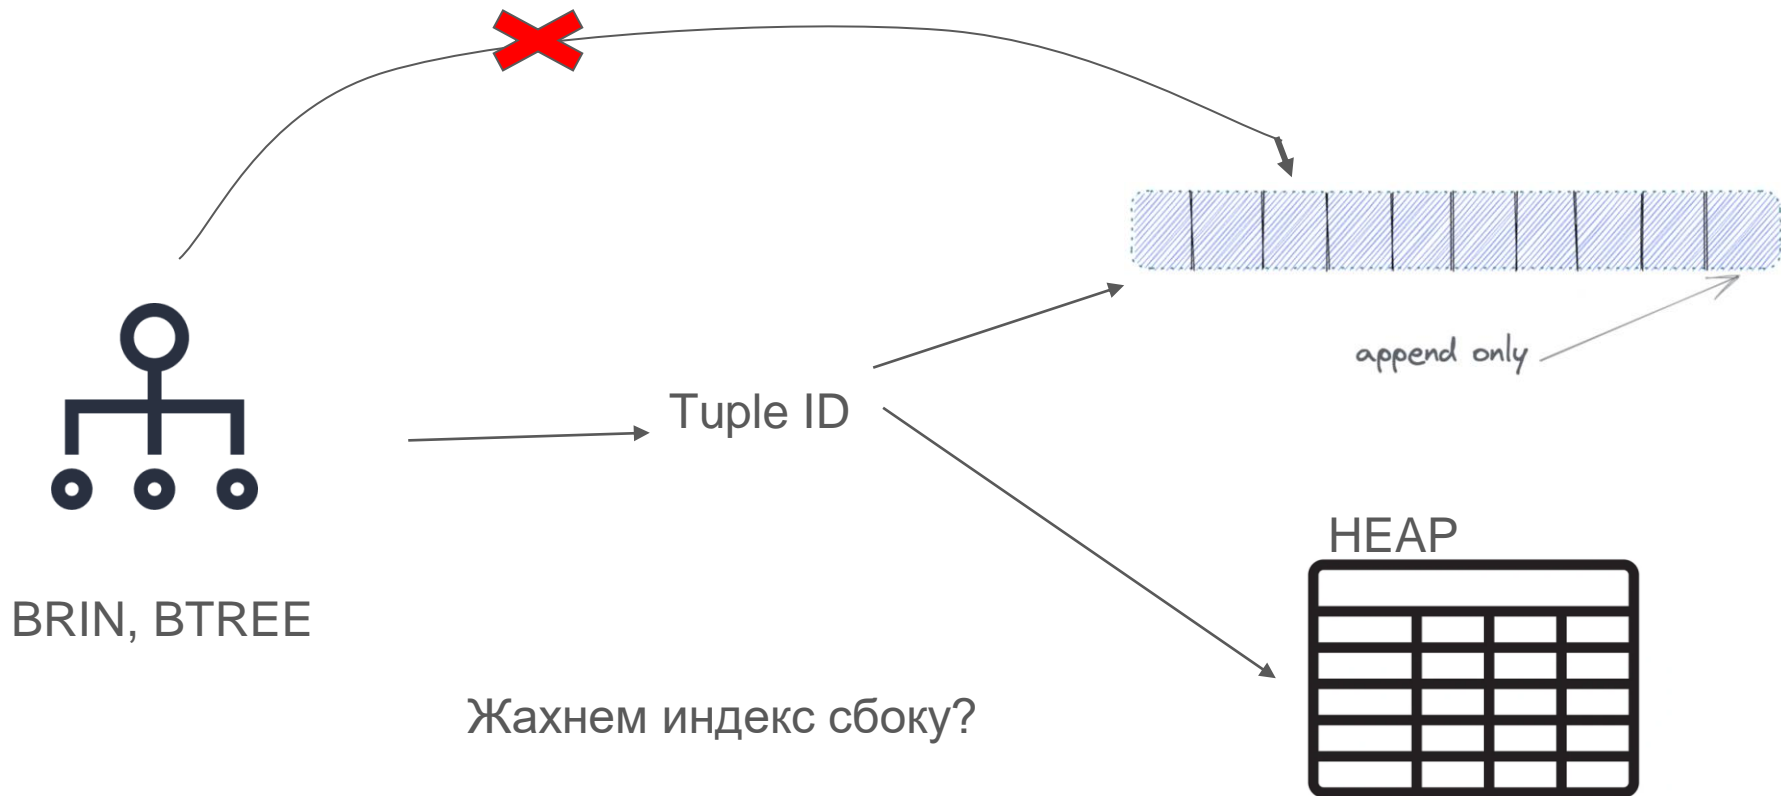 append only
Tuple ID
HEAP
BRIN, BTREE
Жахнем индекс сбоку?